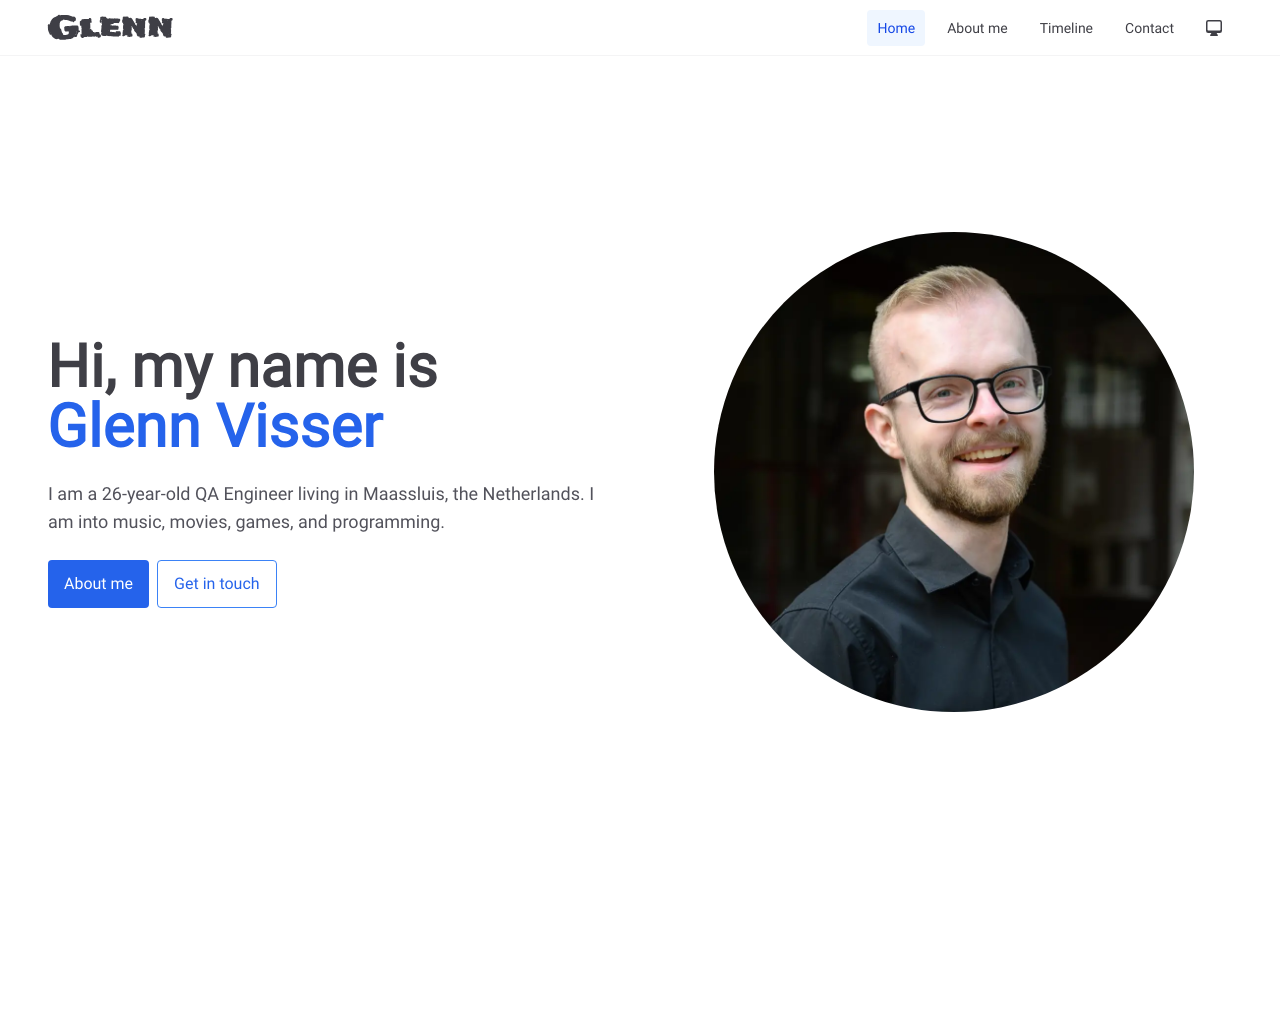 GLENN
Home
About me
Timeline
Contact
Hi, my name is
Glenn Visser
I am a 26-year-old QA Engineer living in Maassluis, the Netherlands. I
am into music, movies, games, and programming.
About me
Get in touch